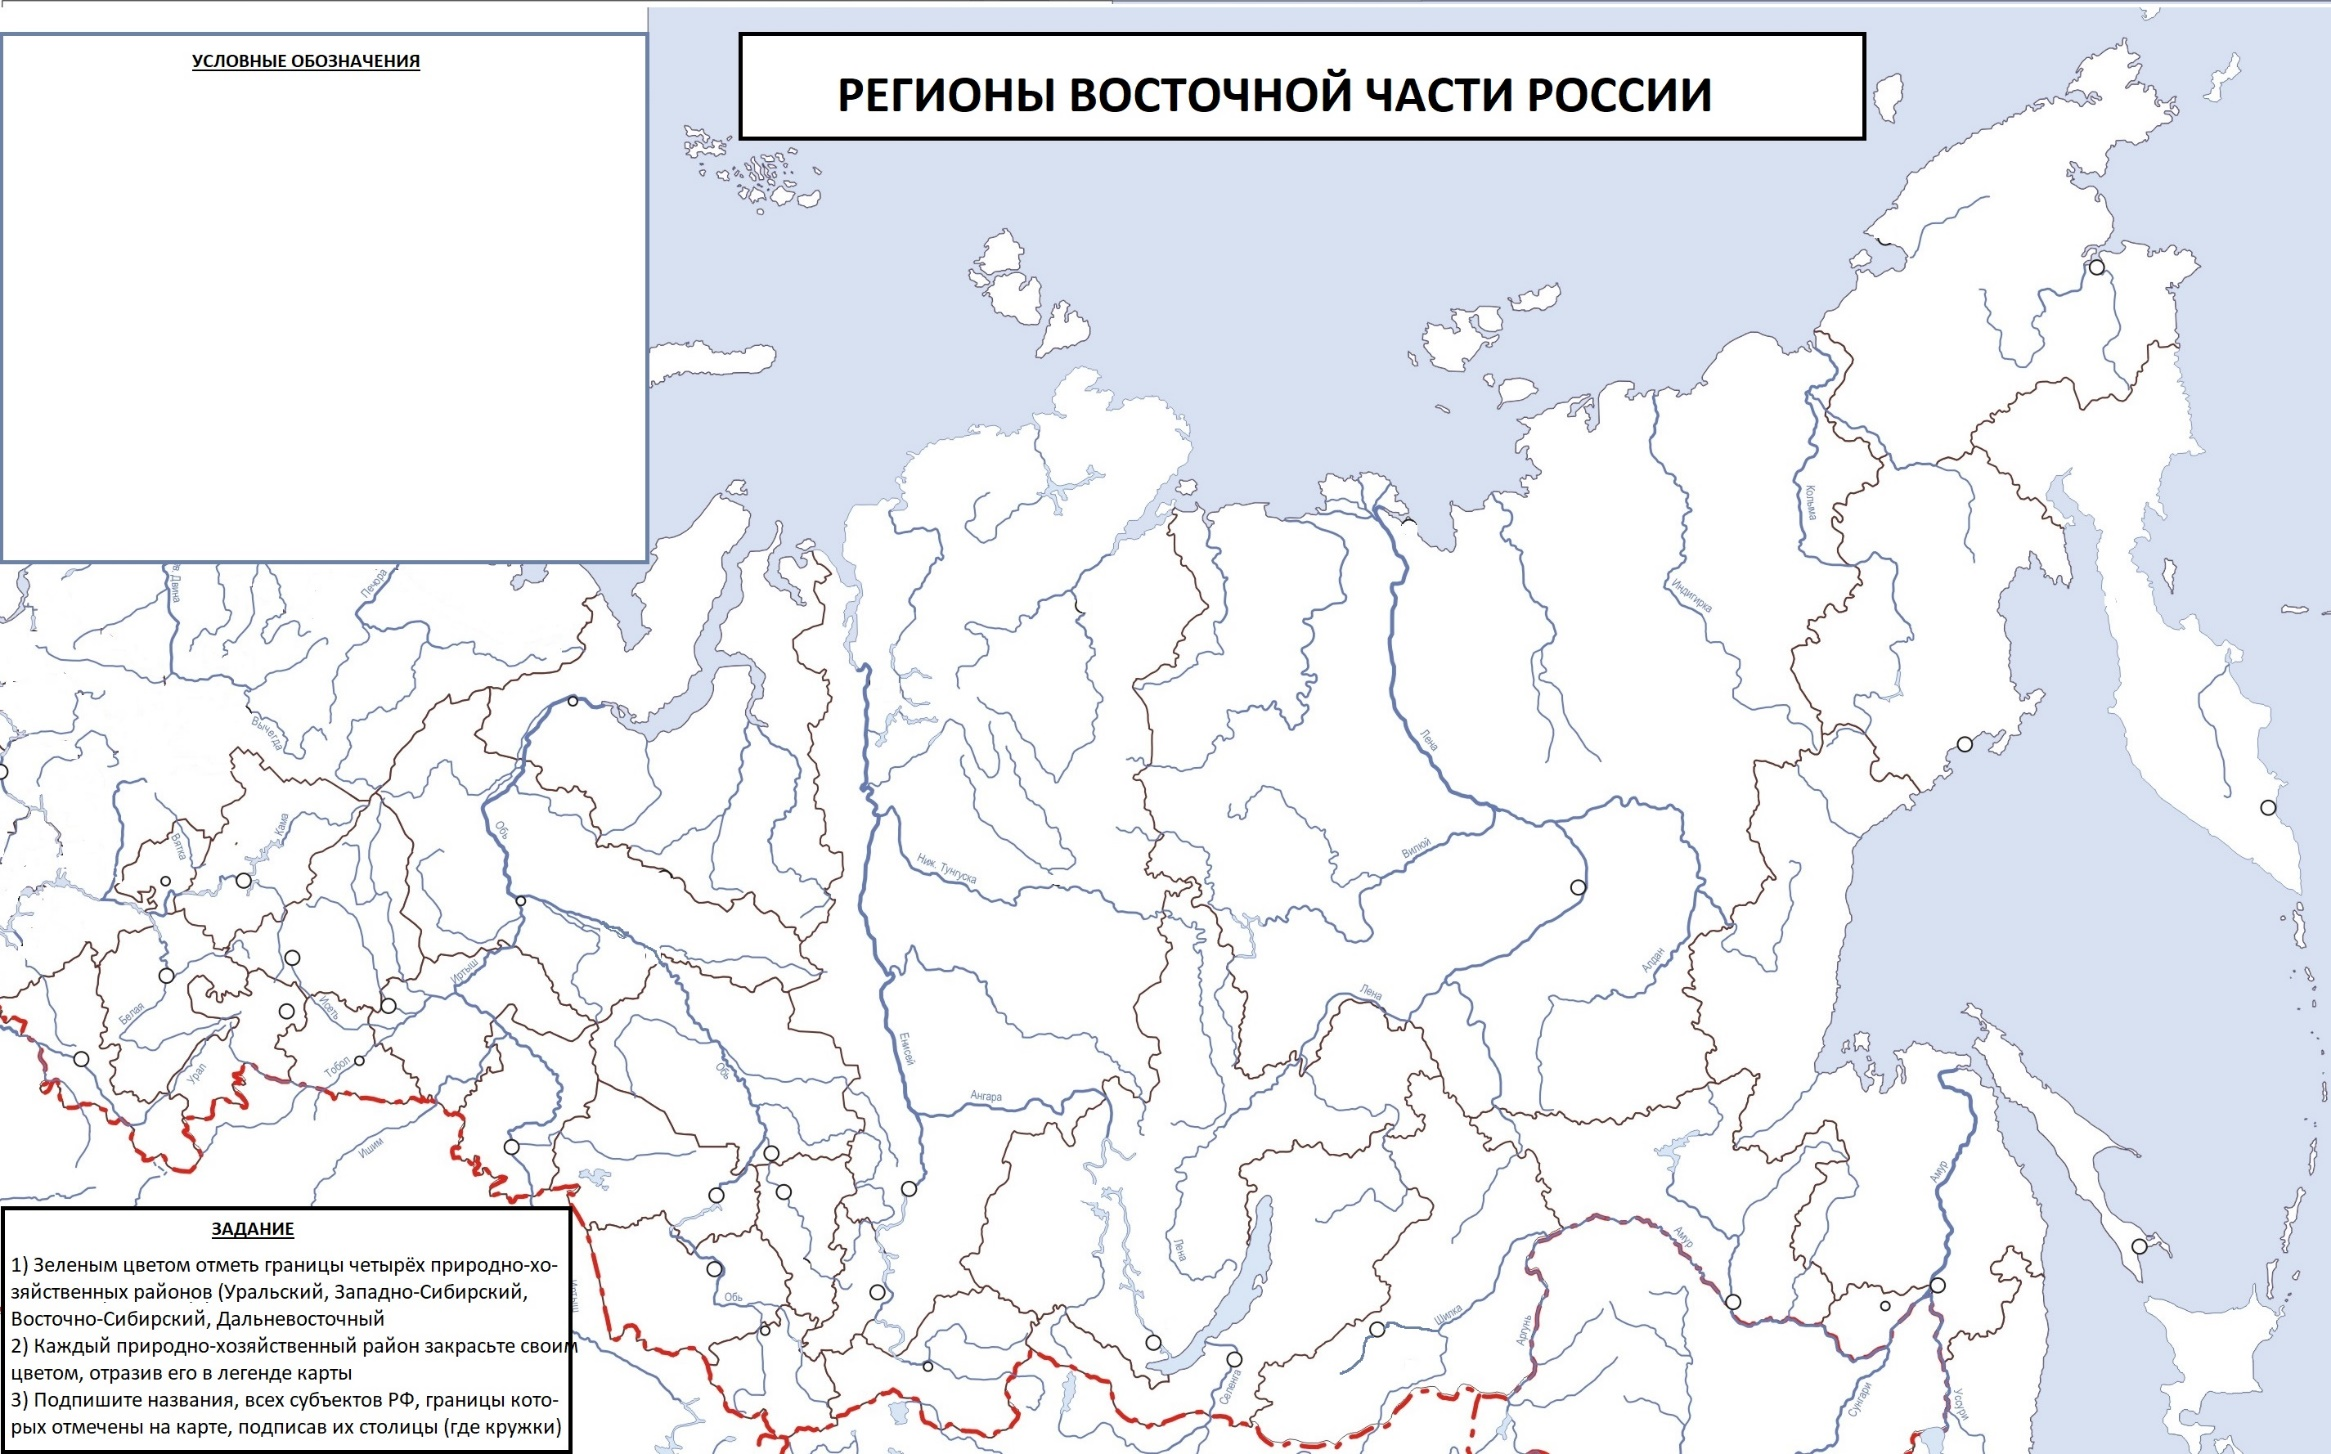 УСЛОВНЫЕ ОБОЗНАЧЕНИЯ
РЕГИОНЫ ВОСТОЧНОЙ ЧАСТИ РОССИИ
Двина
Печора
Вычегда
Вятка
Кама
Обь
Иртыш
Белая
Исеть
Урал
Тобол
Ишим
Обь
Обь
Ниж. Тунгуска
Енисей
Ангара
Лена
Вилюй
Лена
Алдан
Индигирка
Колыма
Лена
Селенга
Шилка
Аргунь
Амур
Амур
Сунгари
Уссури
ЗАДАНИЕ
1) Зеленым цветом отметь границы четырёх природно-хо-
зяйственных районов (Уральский, Западно-Сибирский,
Восточно-Сибирский, Дальневосточный
2) Каждый природно-хозяйственный район закрасьте своим
цветом, отразив его в легенде карты
3) Подпишите названия, всех субъектов РФ, границы кото-
рых отмечены на карте, подписав их столицы (где кружки)